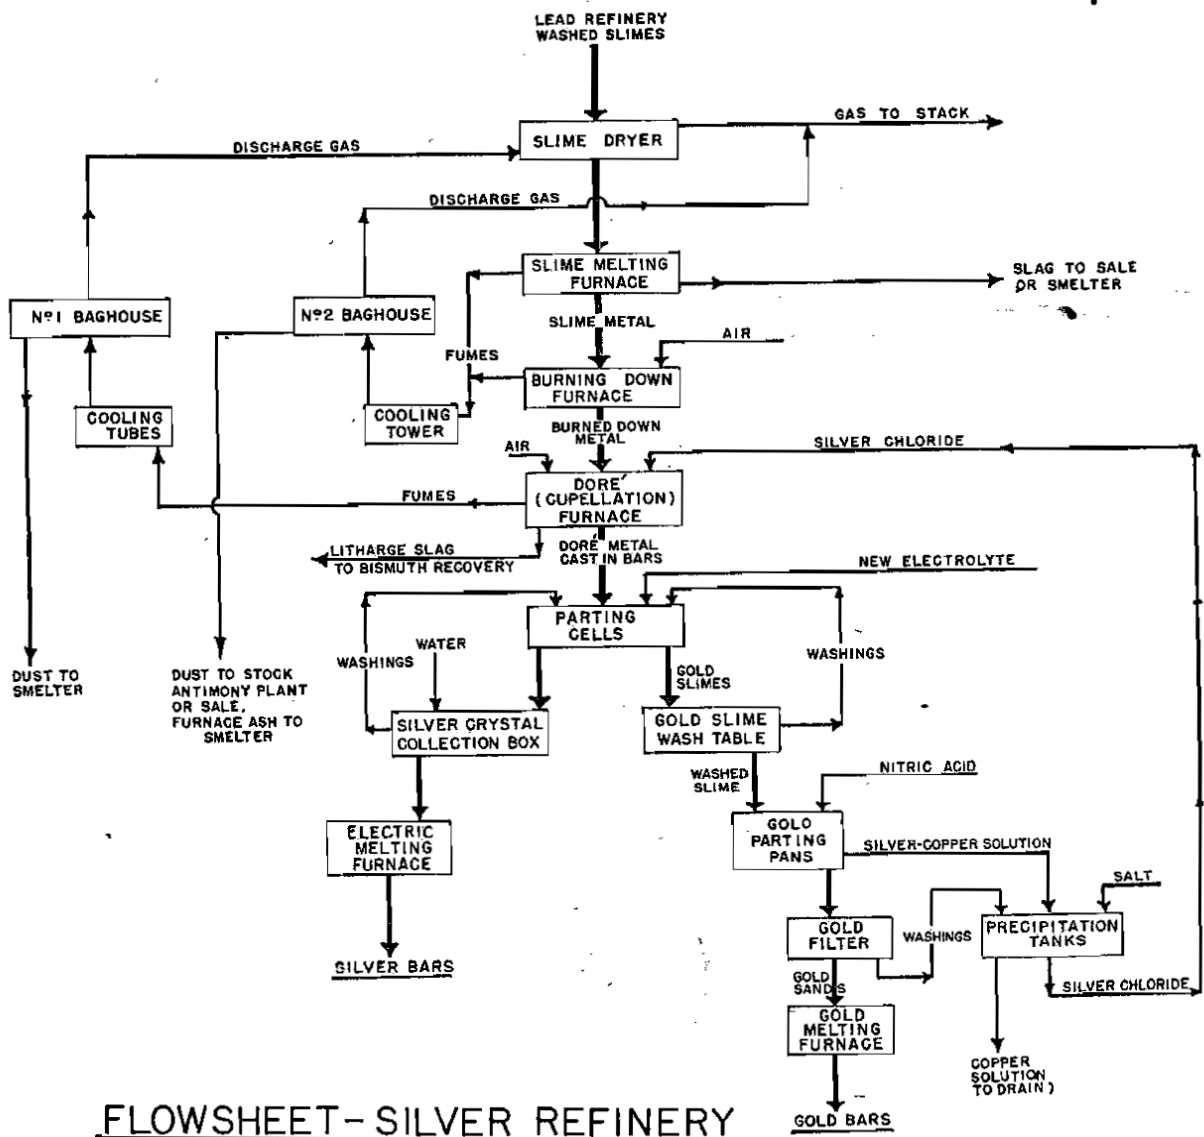 LEAD REFINERY
WASHED SLIMES
GAS TO STACK
SLIME DRYER
DISCHARGE GAS
DISCHARGE GAS
SLIME MELTING
FURNACE
SLAG TO SALE
OR SMELTER
Nº1 BAGHOUSE
Nº2 BAGHOUSE
SLIME METAL
AIR
FUMES
BURNING DOWN
FURNACE
COOLING
TUBES
COOLING
TOWER
BURNED DOWN
METAL
SILVER CHLORIDE
AIR
DORÉ
(CUPELLATION)
FURNACE
FUMES
LITHARGE SLAG
TO BISMUTH RECOVERY
DORÉ METAL
CAST IN BARS
NEW ELECTROLYTE
PARTING
CELLS
WATER
WASHINGS
WASHINGS
GOLD
SLIMES
DUST TO
SMELTER
DUST TO STOCK
ANTIMONY PLANT
OR SALE.
FURNACE ASH TO
SMELTER
SILVER CRYSTAL
COLLECTION BOX
GOLD SLIME
WASH TABLE
WASHED
SLIME
NITRIC ACID
ELECTRIC
MELTING
FURNACE
GOLD
PARTING
PANS
SILVER-COPPER SOLUTION
SALT
GOLD
FILTER
WASHINGS
PRECIPITATION
TANKS
SILVER BARS
GOLD
SANDS
SILVER CHLORIDE
GOLD
MELTING
FURNACE
COPPER
SOLUTION
TO DRAIN)
GOLD BARS
FLOWSHEET-SILVER REFINERY